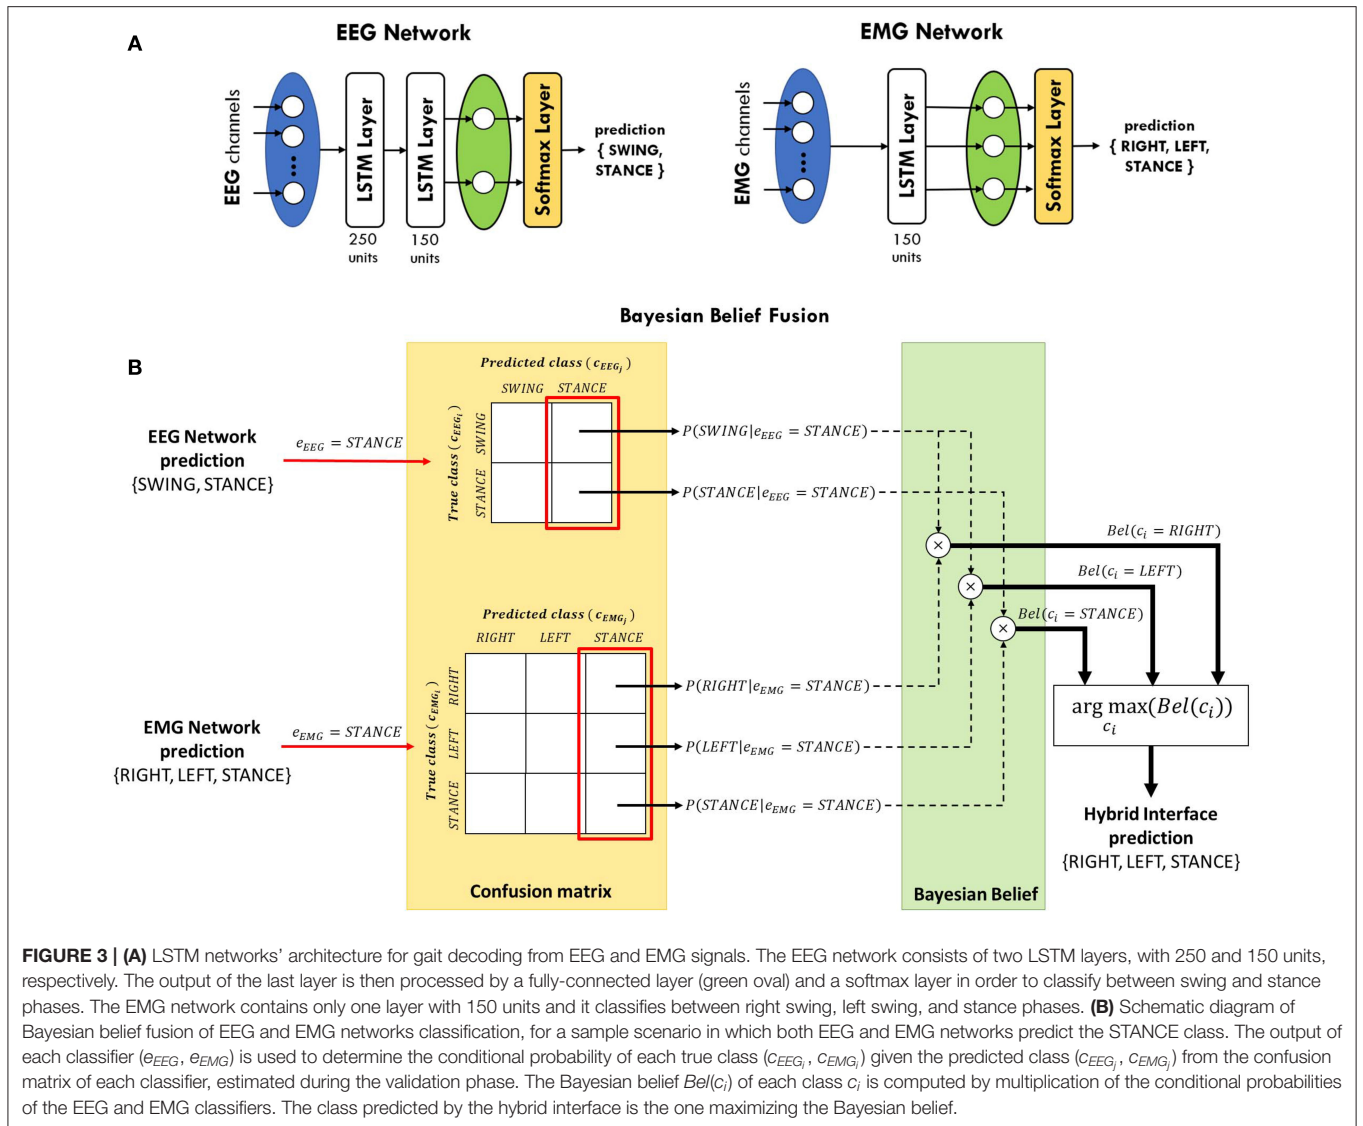 A
EEG Network
EMG Network
EEG channels
LSTM Layer
LSTM Layer
Softmax Layer
prediction
{ SWING,
STANCE }
250
units
150
units
EMG channels
LSTM Layer
Softmax Layer
prediction
{ RIGHT, LEFT,
STANCE }
150
units
Bayesian Belief Fusion
B
Predicted class (c_EEG_j)
SWING STANCE
True class (c_EEG_i)
SWING
STANCE
EEG Network
prediction
{SWING, STANCE}
e_EEG = STANCE
P(SWING|e_EEG = STANCE)
P(STANCE|e_EEG = STANCE)
×
×
×
Bel(c_i = RIGHT)
Bel(c_i = LEFT)
Bel(c_i = STANCE)
Predicted class (c_EMG_j)
RIGHT LEFT STANCE
True class (c_EMG_i)
RIGHT
LEFT
STANCE
EMG Network
prediction
{RIGHT, LEFT, STANCE}
e_EMG = STANCE
P(RIGHT|e_EMG = STANCE)
P(LEFT|e_EMG = STANCE)
P(STANCE|e_EMG = STANCE)
arg max(Bel(c_i))
c_i
Hybrid Interface
prediction
{RIGHT, LEFT, STANCE}
Confusion matrix
Bayesian Belief
FIGURE 3 | (A) LSTM networks' architecture for gait decoding from EEG and EMG signals. The EEG network consists of two LSTM layers, with 250 and 150 units,
respectively. The output of the last layer is then processed by a fully-connected layer (green oval) and a softmax layer in order to classify between swing and stance
phases. The EMG network contains only one layer with 150 units and it classifies between right swing, left swing, and stance phases. (B) Schematic diagram of
Bayesian belief fusion of EEG and EMG networks classification, for a sample scenario in which both EEG and EMG networks predict the STANCE class. The output of
each classifier (e_EEG, e_EMG) is used to determine the conditional probability of each true class (c_EEG_i, c_EMG_i) given the predicted class (c_EEG_j, c_EMG_j) from the confusion
matrix of each classifier, estimated during the validation phase. The Bayesian belief Bel(c_i) of each class c_i is computed by multiplication of the conditional probabilities
of the EEG and EMG classifiers. The class predicted by the hybrid interface is the one maximizing the Bayesian belief.